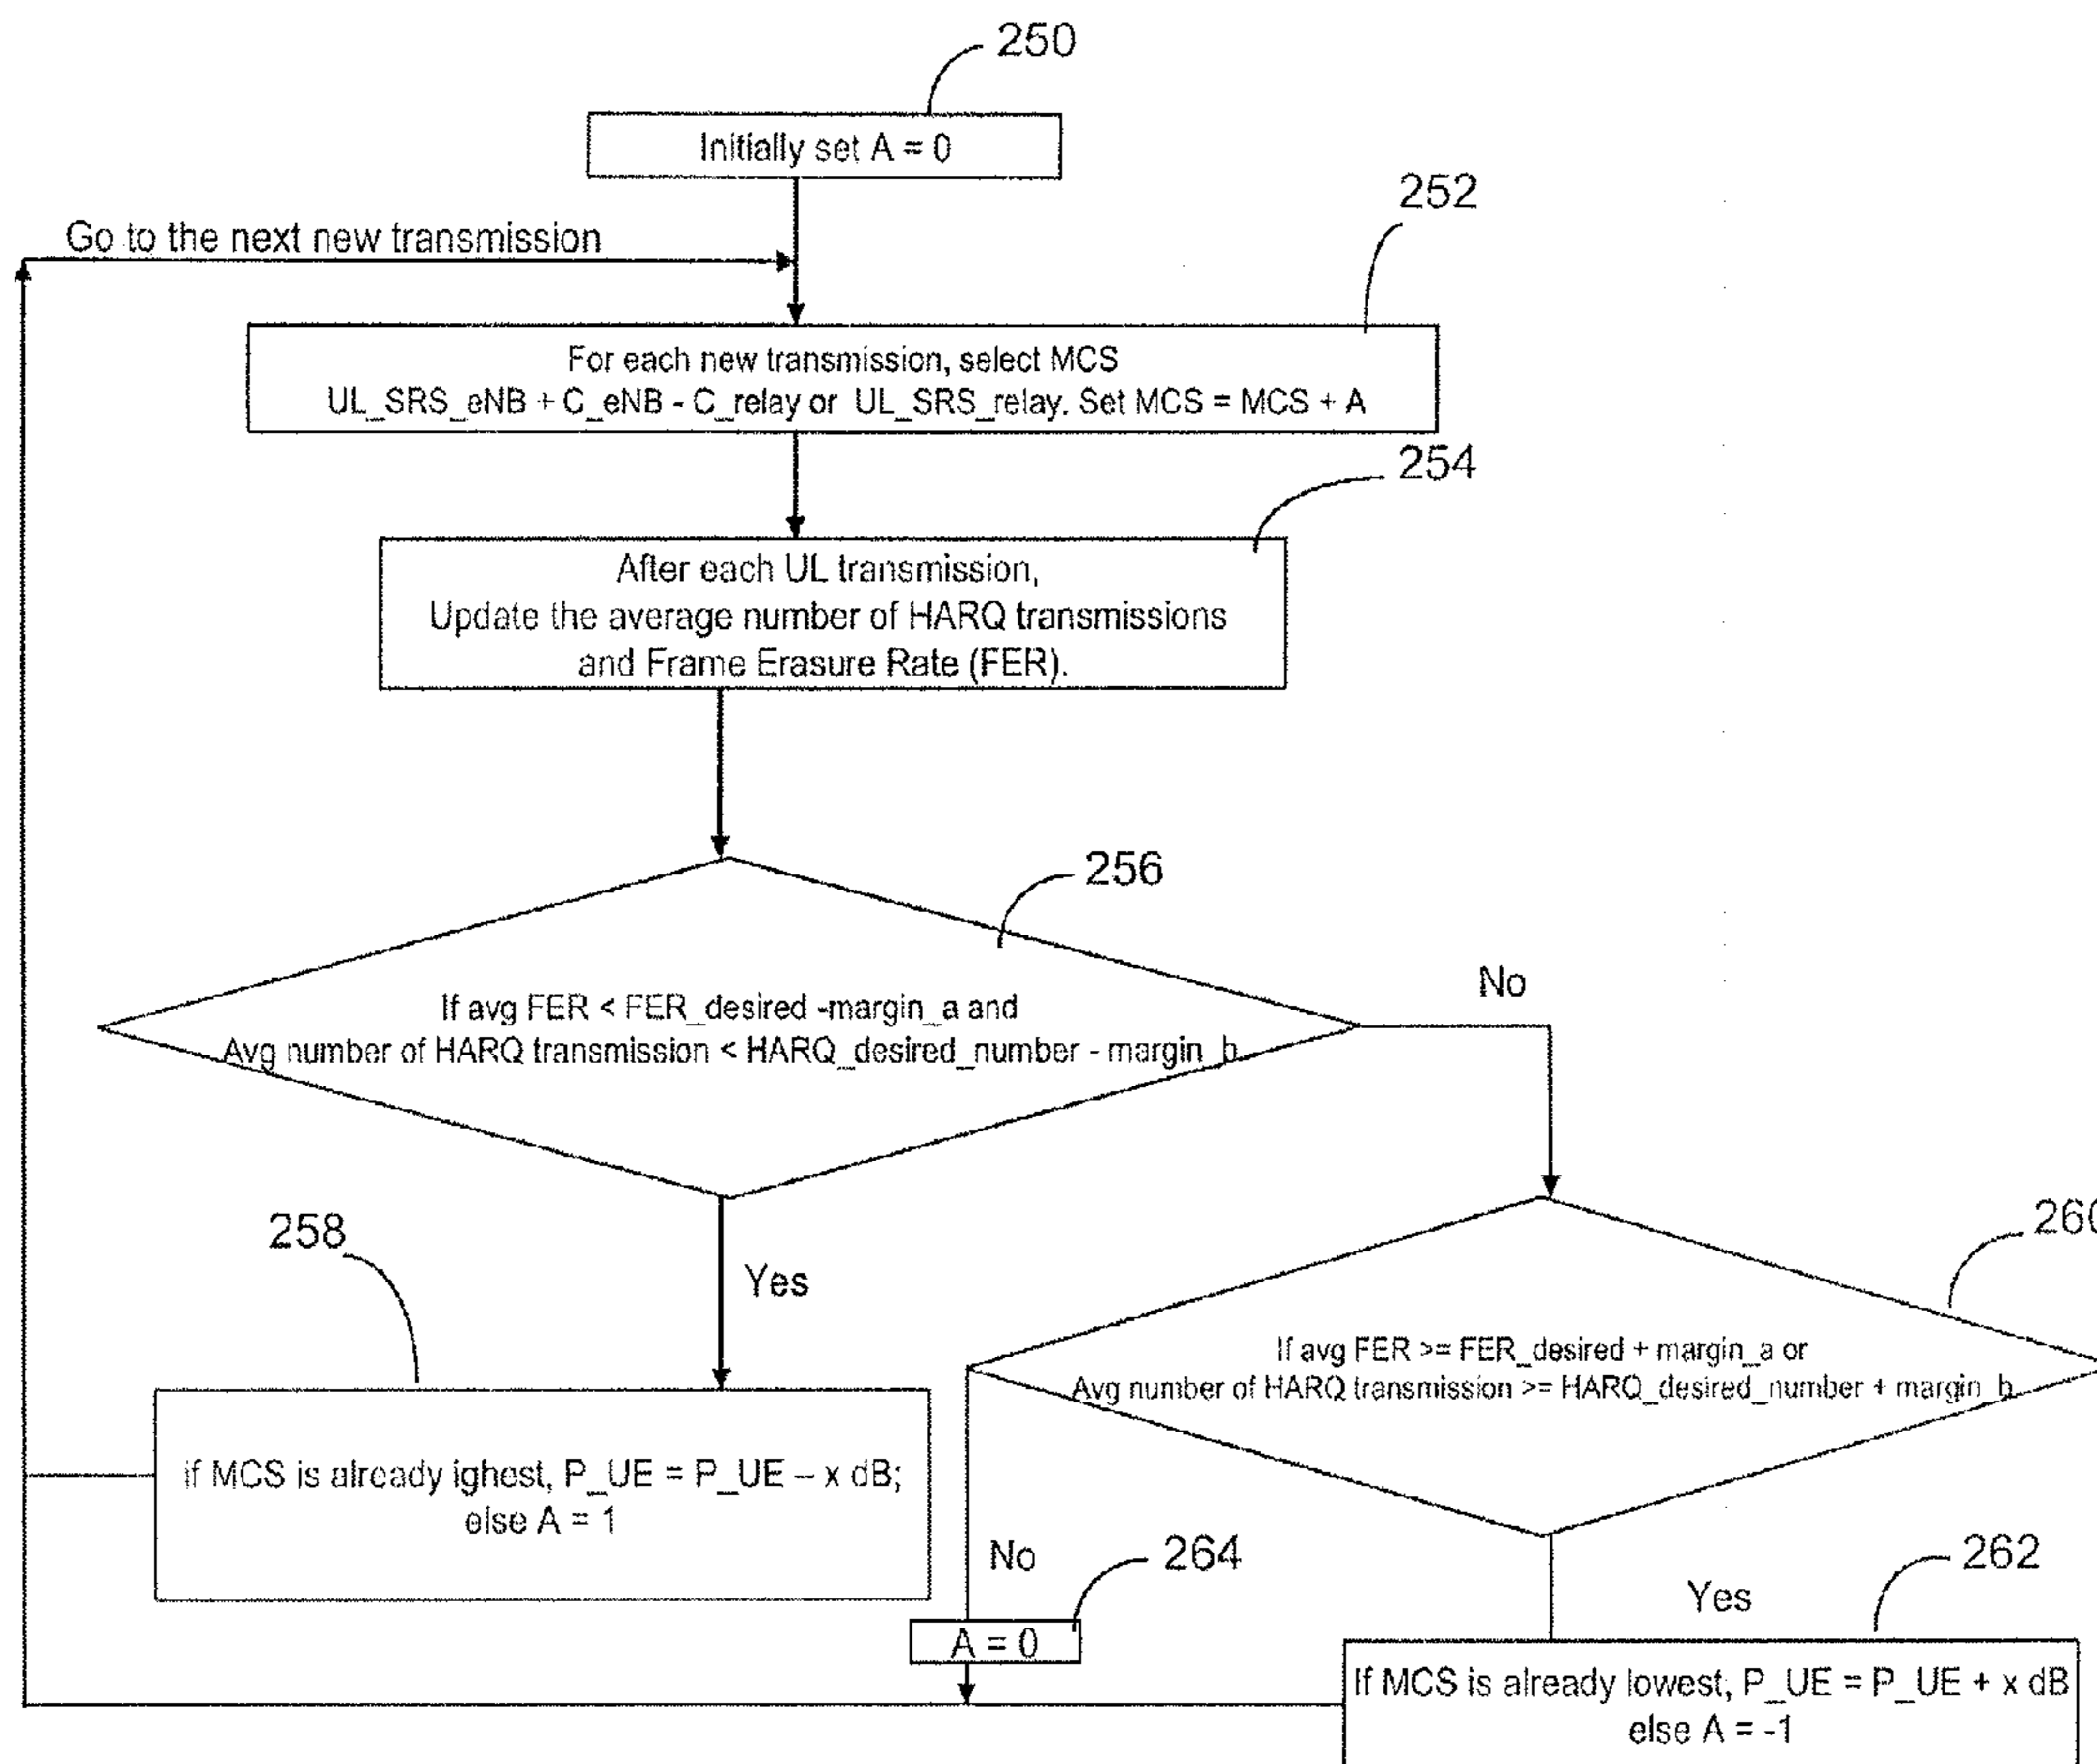 250
Initially set A = 0
252
Go to the next new transmission
For each new transmission, select MCS
UL_SRS_eNB + C_eNB - C_relay or UL_SRS_relay. Set MCS = MCS + A
254
After each UL transmission,
Update the average number of HARQ transmissions
and Frame Erasure Rate (FER).
256
No
If avg FER < FER_desired -margin_a and
Avg number of HARQ transmission < HARQ_desired_number - margin_b
258
Yes
260
If avg FER >= FER_desired + margin_a or
Avg number of HARQ transmission >= HARQ_desired_number + margin_b
if MCS is already ighest, P_UE = P_UE – x dB;
else A = 1
No
264
262
Yes
A = 0
If MCS is already lowest, P_UE = P_UE + x dB
else A = -1